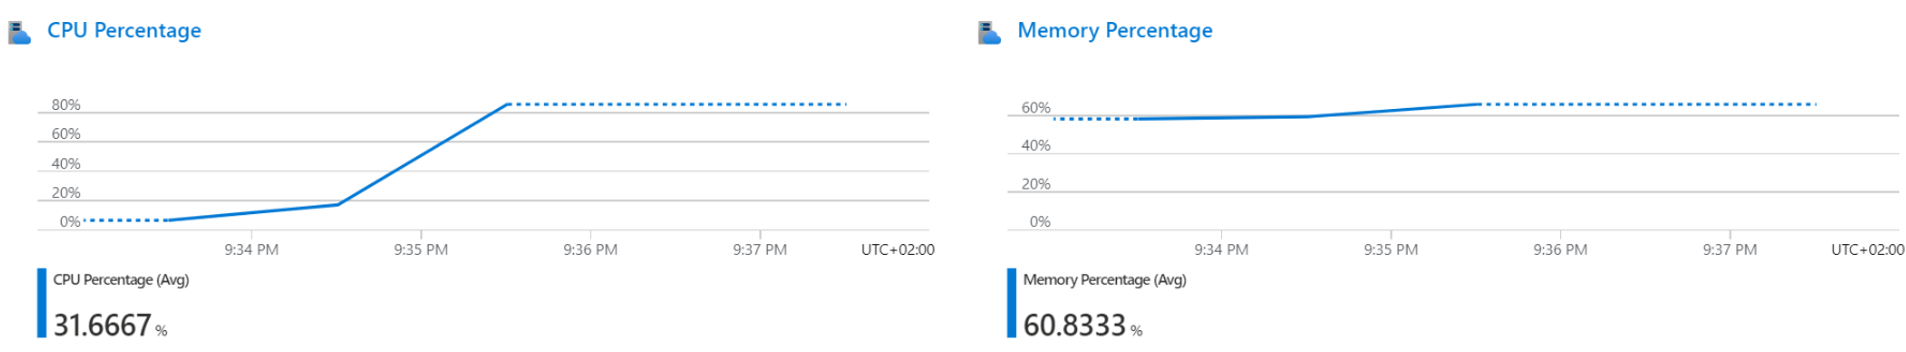 CPU Percentage
80%
60%
40%
20%
0%
9:34 PM 9:35 PM 9:36 PM 9:37 PM UTC+02:00
CPU Percentage (Avg)
31.6667 %
Memory Percentage
60%
40%
20%
0%
9:34 PM 9:35 PM 9:36 PM 9:37 PM UTC+02:00
Memory Percentage (Avg)
60.8333 %